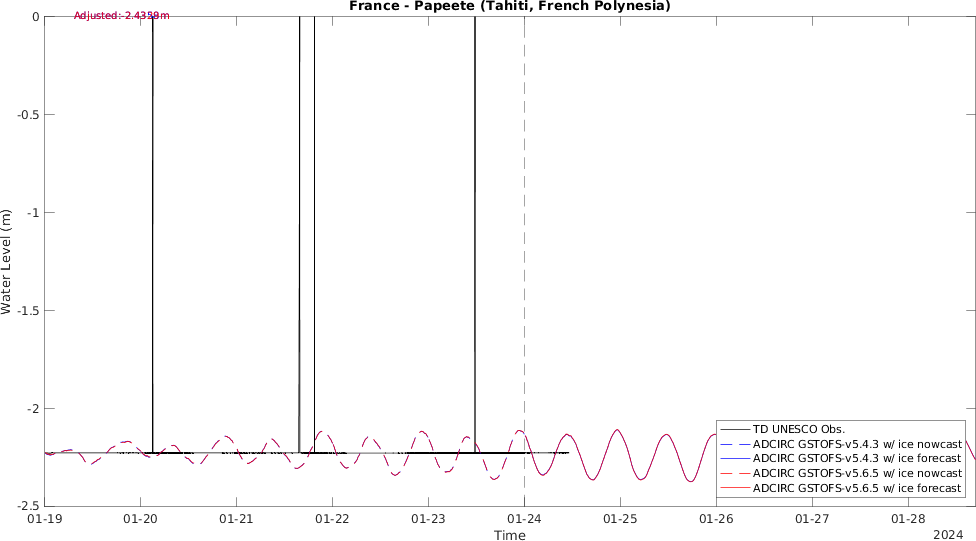 France - Papeete (Tahiti, French Polynesia)
0
-0.5
-1
-1.5
-2
-2.5
Water Level (m)
01-19 01-20 01-21 01-22 01-23 01-24 01-25 01-26 01-27 01-28
Time
2024
TD UNESCO Obs.
ADCIRC GSTOFS-v5.4.3 w/ ice nowcast
ADCIRC GSTOFS-v5.4.3 w/ ice forecast
ADCIRC GSTOFS-v5.6.5 w/ ice nowcast
ADCIRC GSTOFS-v5.6.5 w/ ice forecast